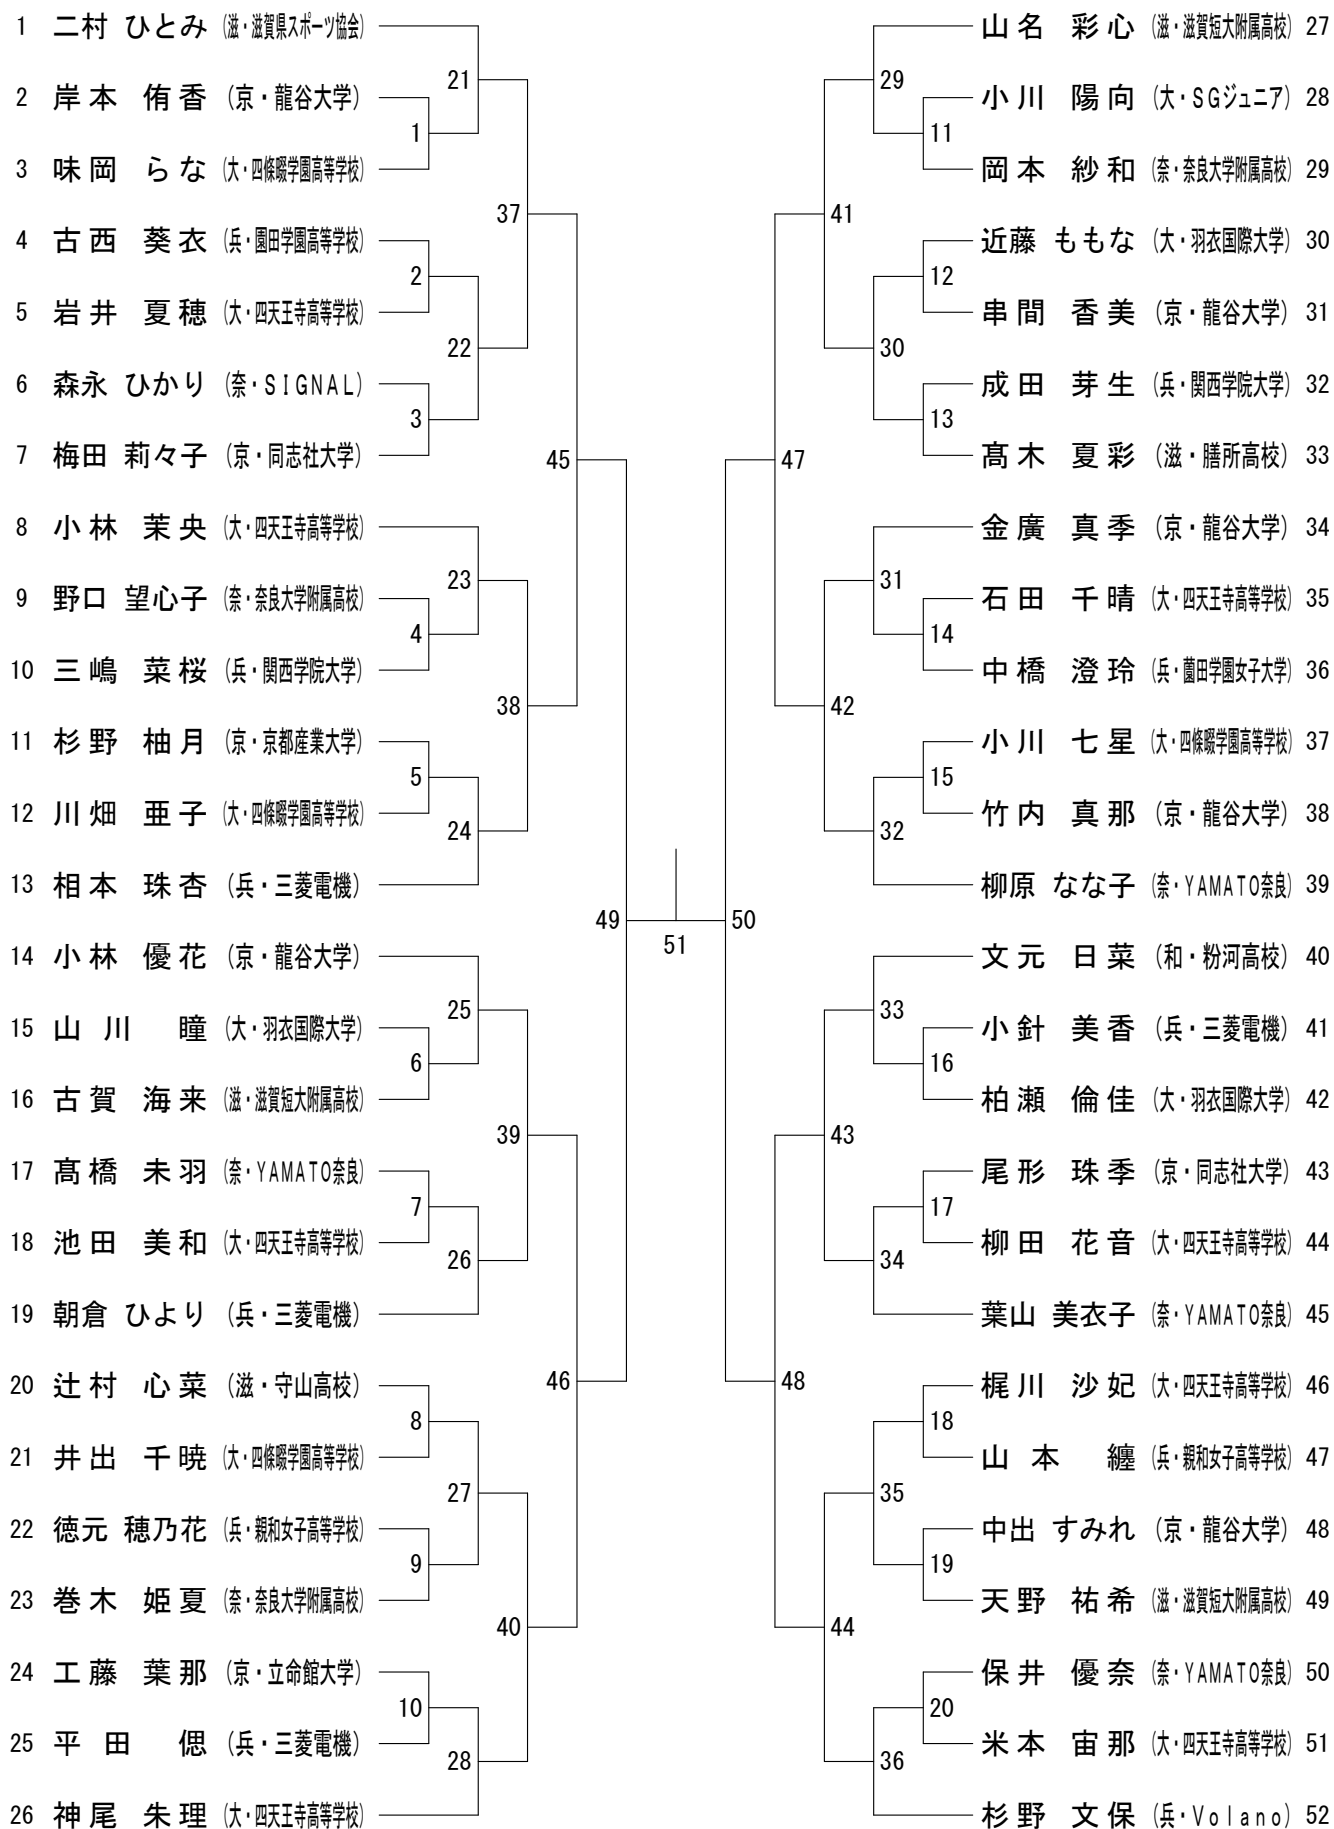 1 二村 ひとみ (滋・滋賀県スポーツ協会)
2 岸本 侑香 (京・龍谷大学)
3 味岡 らな (大・四條畷学園高等学校)
4 古西 葵衣 (兵・園田学園高等学校)
5 岩井 夏穂 (大・四天王寺高等学校)
6 森永 ひかり (奈・SIGNAL)
7 梅田 莉々子 (京・同志社大学)
8 小林 茉央 (大・四天王寺高等学校)
9 野口 望心子 (奈・奈良大学附属高校)
10 三嶋 菜桜 (兵・関西学院大学)
11 杉野 柚月 (京・京都産業大学)
12 川畑 亜子 (大・四條畷学園高等学校)
13 相本 珠杏 (兵・三菱電機)
14 小林 優花 (京・龍谷大学)
15 山川 瞳 (大・羽衣国際大学)
16 古賀 海来 (滋・滋賀短大附属高校)
17 髙橋 未羽 (奈・YAMATO奈良)
18 池田 美和 (大・四天王寺高等学校)
19 朝倉 ひより (兵・三菱電機)
20 辻村 心菜 (滋・守山高校)
21 井出 千暁 (大・四條畷学園高等学校)
22 徳元 穂乃花 (兵・親和女子高等学校)
23 巻木 姫夏 (奈・奈良大学附属高校)
24 工藤 葉那 (京・立命館大学)
25 平田 偲 (兵・三菱電機)
26 神尾 朱理 (大・四天王寺高等学校)
1
2
3
4
5
6
7
8
9
10
21
22
23
24
25
26
27
28
37
38
39
40
45
46
49
51
50
47
48
41
42
43
44
29
30
31
32
33
34
35
36
11
12
13
14
15
16
17
18
19
20
山名 彩心 (滋・滋賀短大附属高校) 27
小川 陽向 (大・SGジュニア) 28
岡本 紗和 (奈・奈良大学附属高校) 29
近藤 ももな (大・羽衣国際大学) 30
串間 香美 (京・龍谷大学) 31
成田 芽生 (兵・関西学院大学) 32
髙木 夏彩 (滋・膳所高校) 33
金廣 真季 (京・龍谷大学) 34
石田 千晴 (大・四天王寺高等学校) 35
中橋 澄玲 (兵・薗田学園女子大学) 36
小川 七星 (大・四條畷学園高等学校) 37
竹内 真那 (京・龍谷大学) 38
柳原 なな子 (奈・YAMATO奈良) 39
文元 日菜 (和・粉河高校) 40
小針 美香 (兵・三菱電機) 41
柏瀬 倫佳 (大・羽衣国際大学) 42
尾形 珠季 (京・同志社大学) 43
柳田 花音 (大・四天王寺高等学校) 44
葉山 美衣子 (奈・YAMATO奈良) 45
梶川 沙妃 (大・四天王寺高等学校) 46
山本 纏 (兵・親和女子高等学校) 47
中出 すみれ (京・龍谷大学) 48
天野 祐希 (滋・滋賀短大附属高校) 49
保井 優奈 (奈・YAMATO奈良) 50
米本 宙那 (大・四天王寺高等学校) 51
杉野 文保 (兵・Volano) 52